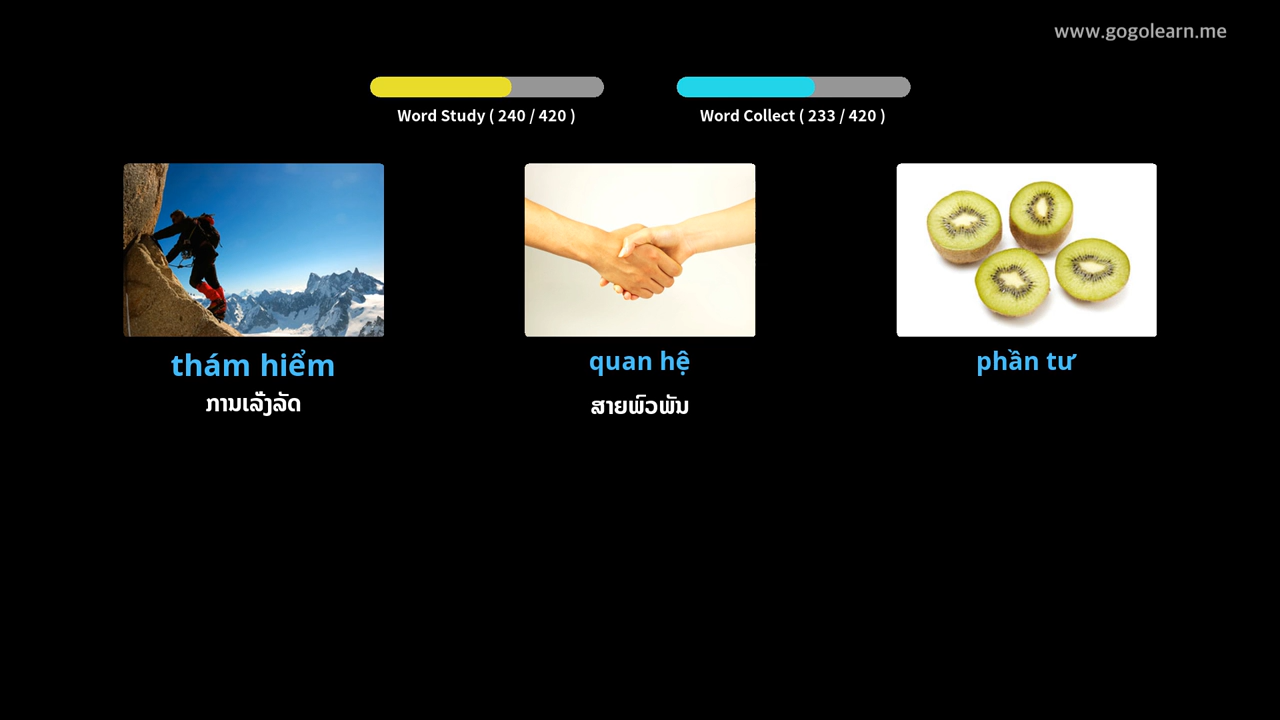 www.gogolearn.me
Word Study ( 240 / 420 )
Word Collect ( 233 / 420 )
thám hiểm
quan hệ
phần tư
ການເລັ່ງລັດ
ສາຍພົວພັນ